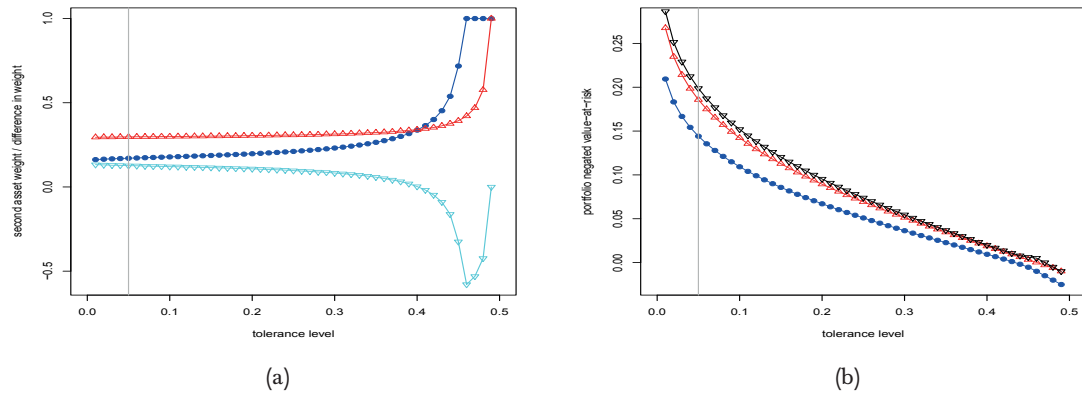 second asset weight / difference in weight
1.0
0.5
0.0
-0.5
0.0 0.1 0.2 0.3 0.4 0.5
tolerance level
(a)
portfolio negated value-at-risk
0.25
0.20
0.15
0.10
0.05
0.00
0.0 0.1 0.2 0.3 0.4 0.5
tolerance level
(b)